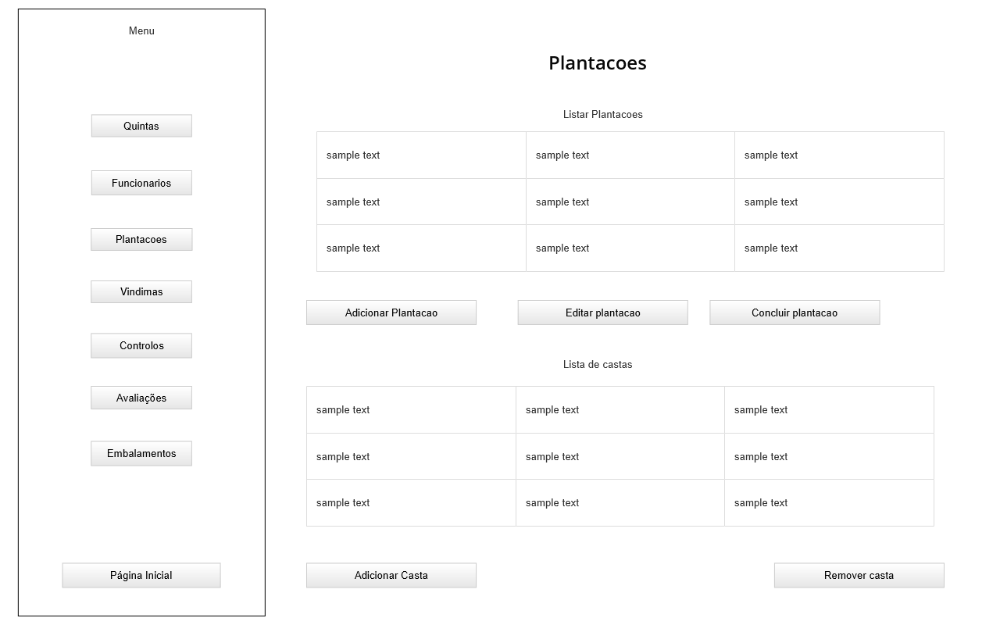 Menu
Quintas
Funcionarios
Plantacoes
Vindimas
Controlos
Avaliações
Embalamentos
Página Inicial
Plantacoes
Listar Plantacoes
sample text sample text sample text
sample text sample text sample text
sample text sample text sample text
Adicionar Plantacao Editar plantacao Concluir plantacao
Lista de castas
sample text sample text sample text
sample text sample text sample text
sample text sample text sample text
Adicionar Casta Remover casta